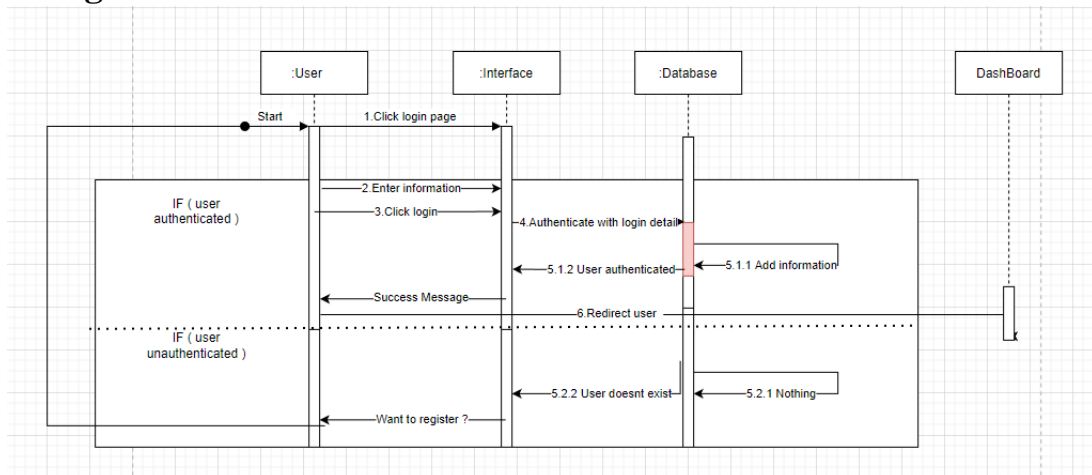 :User
:Interface
:Database
DashBoard
Start
1.Click login page
IF ( user
authenticated )
2.Enter information
3.Click login
4.Authenticate with login detail
5.1.1 Add information
5.1.2 User authenticated
Success Message
6.Redirect user
IF ( user
unauthenticated )
5.2.2 User doesnt exist
5.2.1 Nothing
Want to register ?